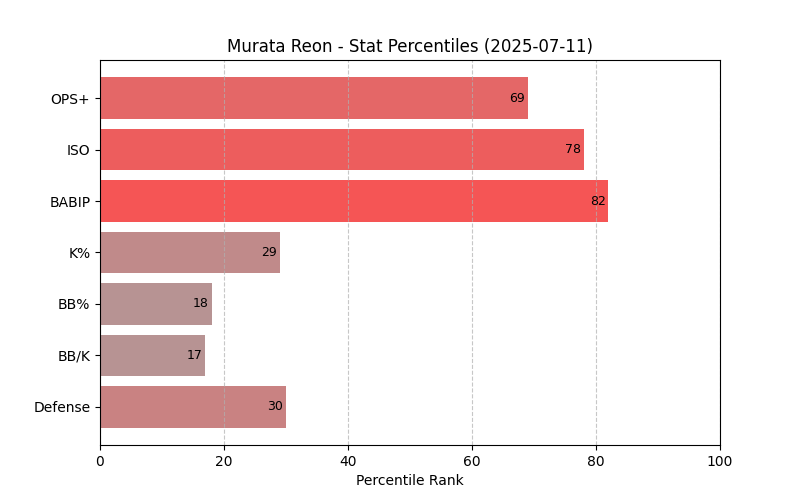 Murata Reon - Stat Percentiles (2025-07-11)
OPS+ 69
ISO 78
BABIP 82
K% 29
BB% 18
BB/K 17
Defense 30
0 20 40 60 80 100
Percentile Rank